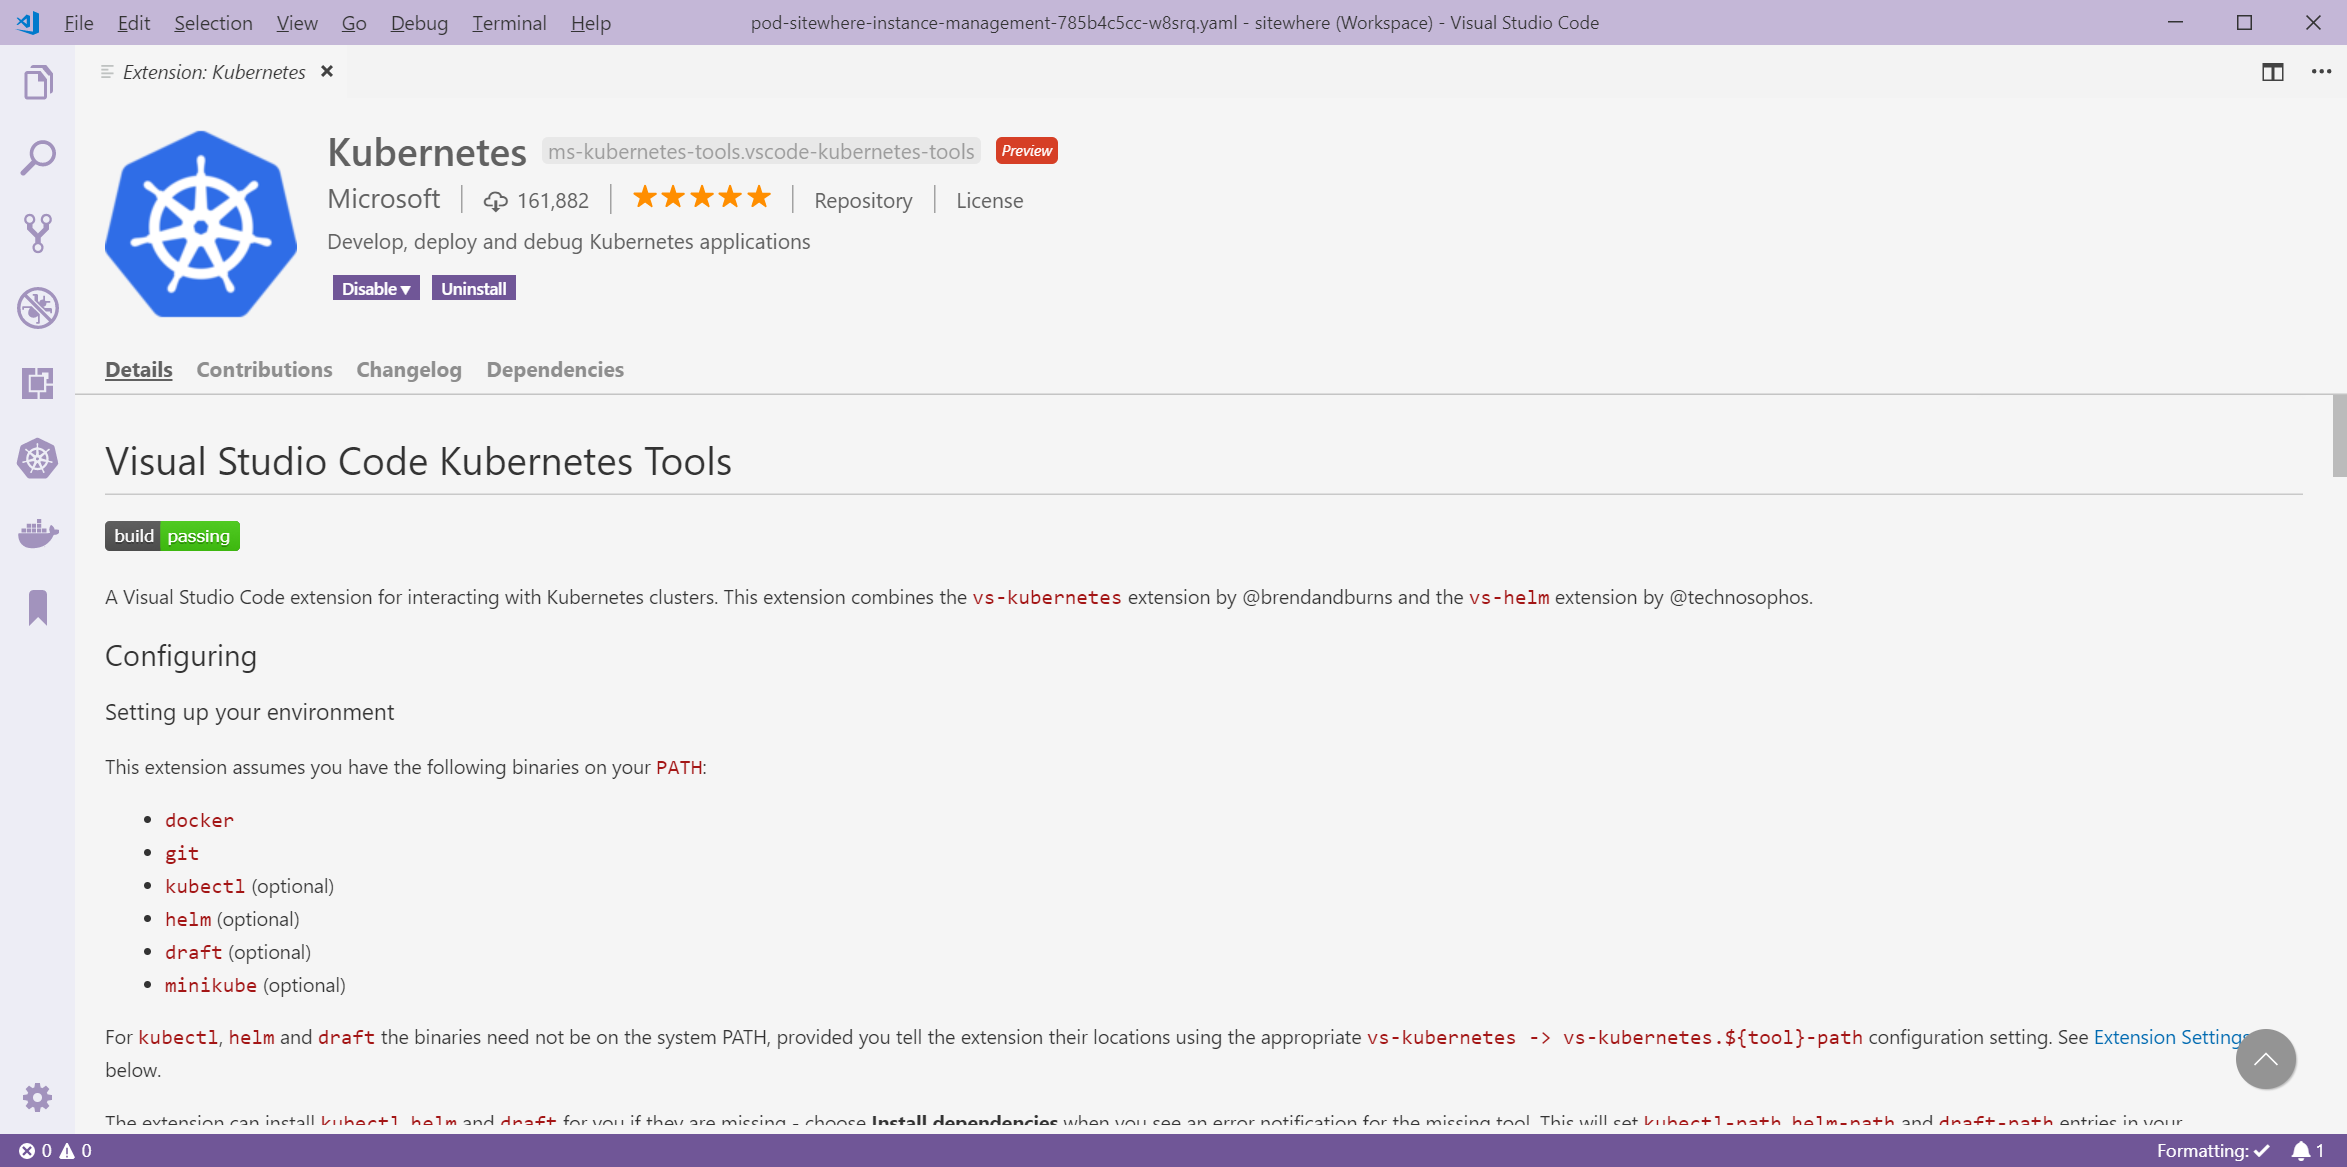 File Edit Selection View Go Debug Terminal Help pod-sitewhere-instance-management-785b4c5cc-w8srq.yaml - sitewhere (Workspace) - Visual Studio Code
Extension: Kubernetes
Kubernetes ms-kubernetes-tools.vscode-kubernetes-tools Preview
Microsoft 161,882 Repository License
Develop, deploy and debug Kubernetes applications
Disable Uninstall
Details Contributions Changelog Dependencies
Visual Studio Code Kubernetes Tools
build passing
A Visual Studio Code extension for interacting with Kubernetes clusters. This extension combines the vs-kubernetes extension by @brendandburns and the vs-helm extension by @technosophos.
Configuring
Setting up your environment
This extension assumes you have the following binaries on your PATH:
• docker
• git
• kubectl (optional)
• helm (optional)
• draft (optional)
• minikube (optional)
For kubectl, helm and draft the binaries need not be on the system PATH, provided you tell the extension their locations using the appropriate vs-kubernetes -> vs-kubernetes.${tool}-path configuration setting. See Extension Settings
below.
The extension can install kubectl helm and draft for you if they are missing - choose Install dependencies when you see an error notification for the missing tool. This will set kubectl-path helm-path and draft-path entries in your
0 0 Formatting: ✓ 1